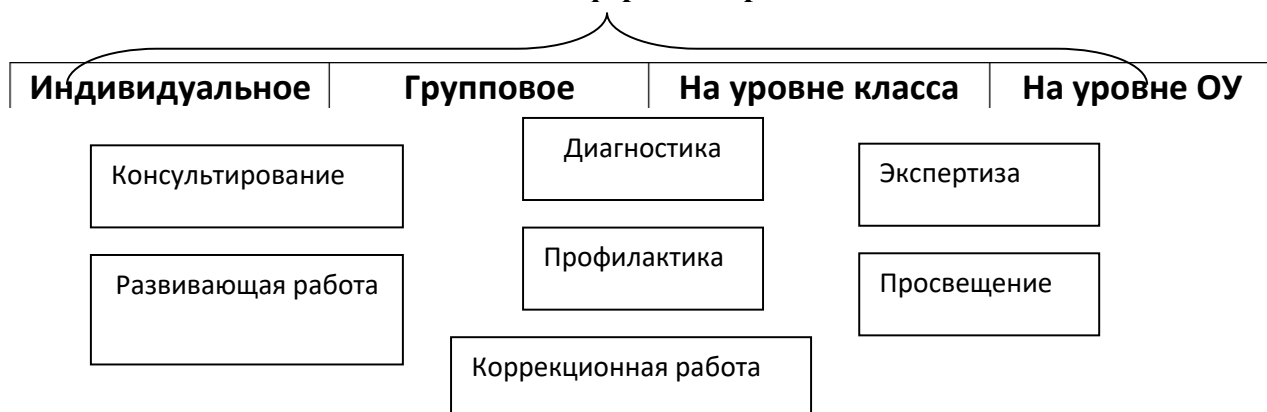 Индивидуальное Групповое На уровне класса На уровне ОУ
Диагностика
Консультирование Экспертиза
Профилактика
Развивающая работа Просвещение
Коррекционная работа